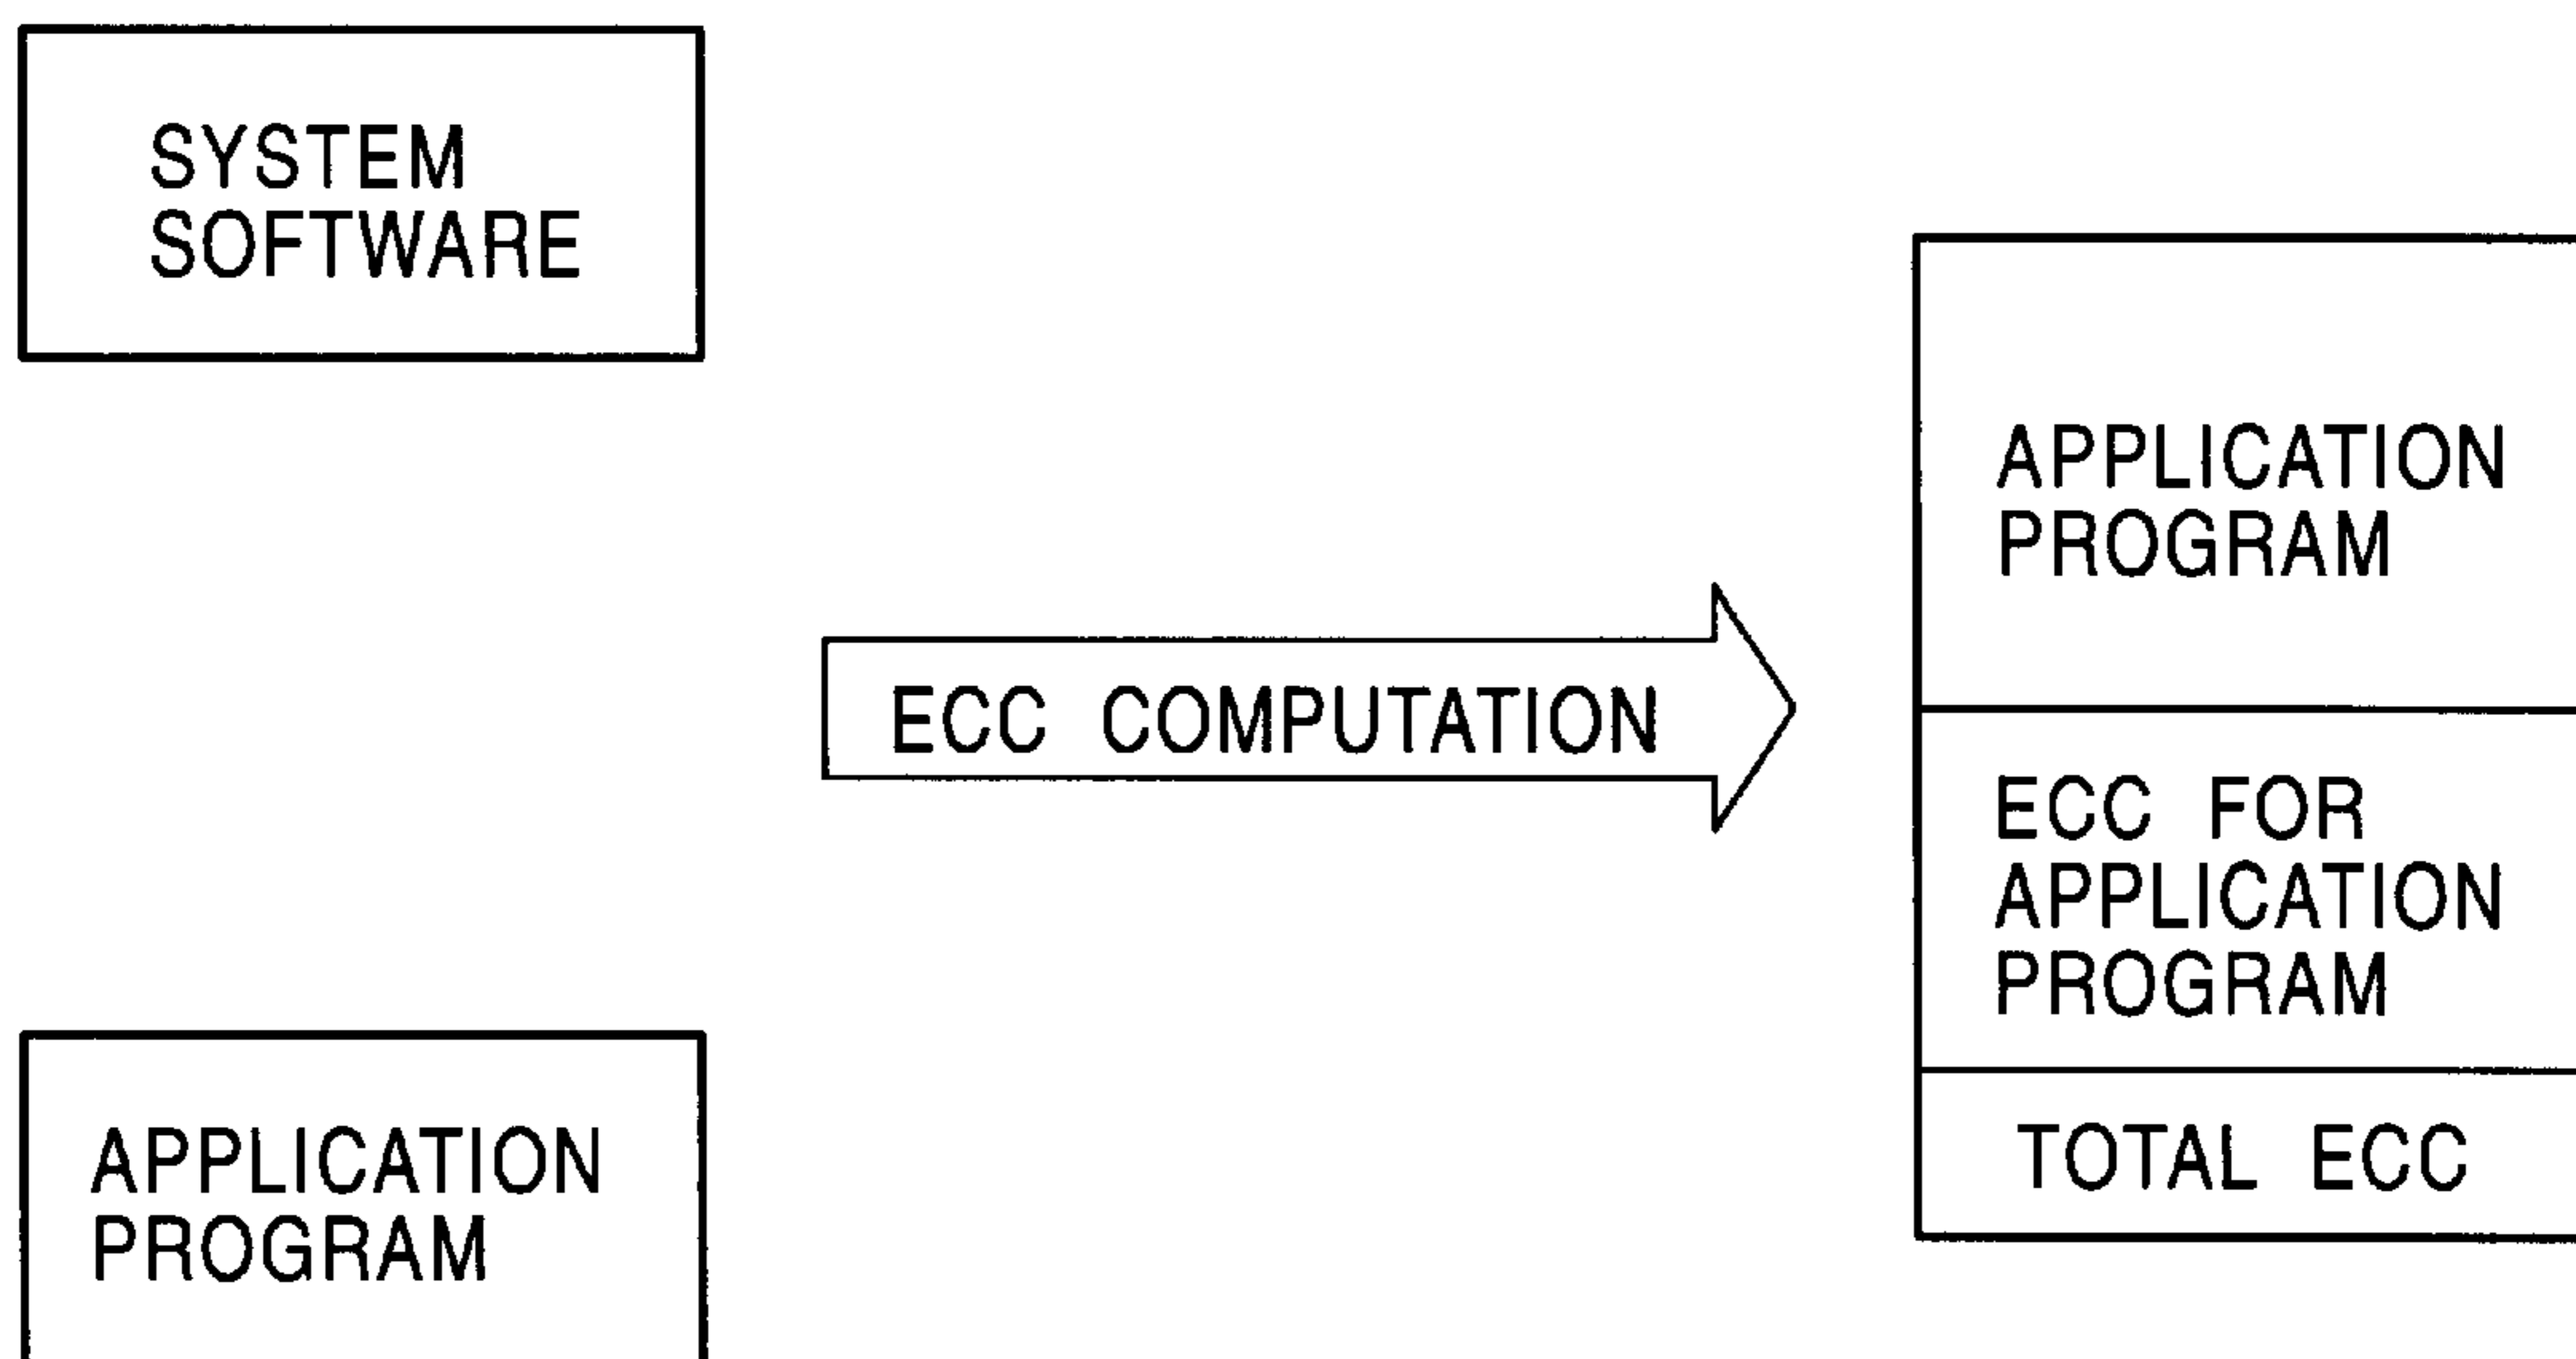 SYSTEM
SOFTWARE
APPLICATION
PROGRAM
ECC COMPUTATION
APPLICATION
PROGRAM
ECC FOR
APPLICATION
PROGRAM
TOTAL ECC